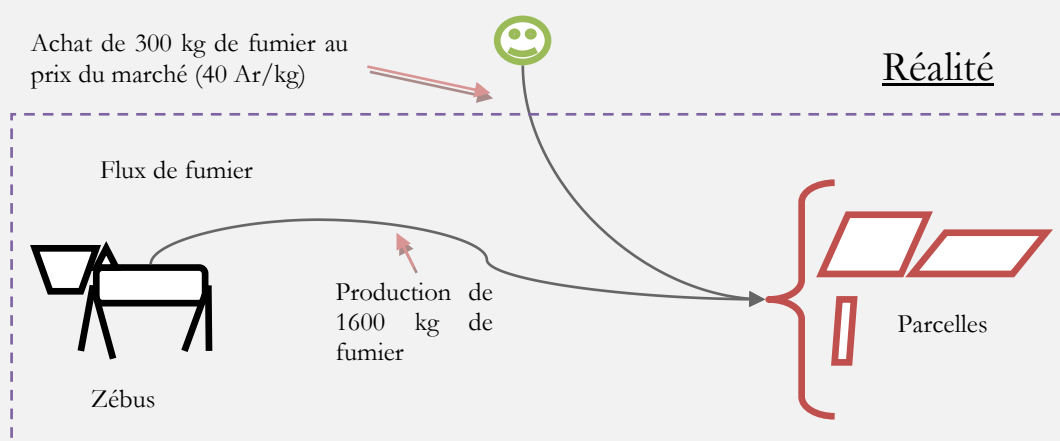 Achat de 300 kg de fumier au
prix du marché (40 Ar/kg)
Réalité
Flux de fumier
Production de
1600 kg de
fumier
Parcelles
Zébus